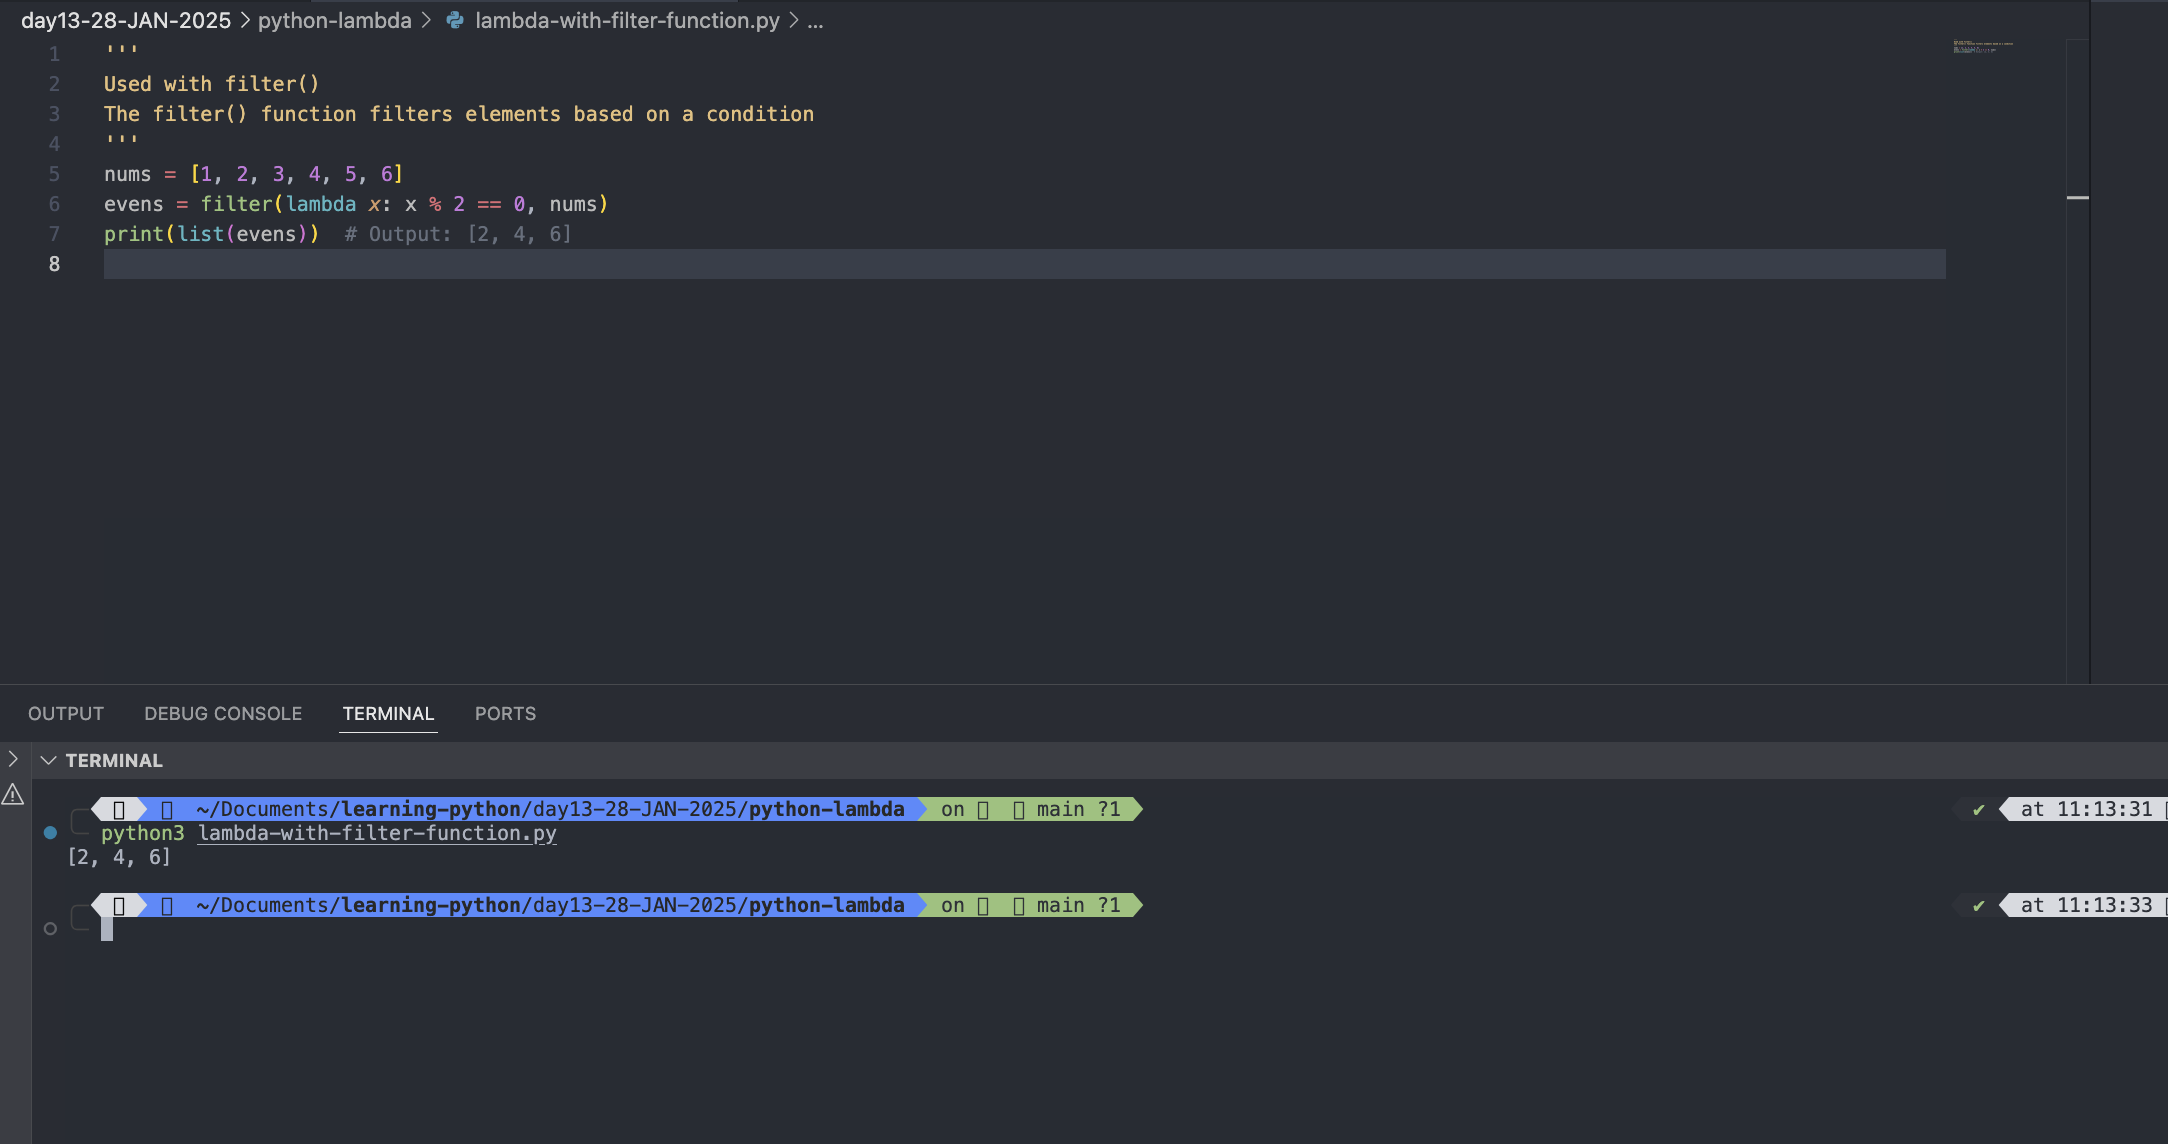 day13-28-JAN-2025 > python-lambda > lambda-with-filter-function.py > ...
1 '''
2 Used with filter()
3 The filter() function filters elements based on a condition
4 '''
5 nums = [1, 2, 3, 4, 5, 6]
6 evens = filter(lambda x: x % 2 == 0, nums)
7 print(list(evens))  # Output: [2, 4, 6]
8
OUTPUT DEBUG CONSOLE TERMINAL PORTS
TERMINAL
~/Documents/learning-python/day13-28-JAN-2025/python-lambda on main ?1 ✔ at 11:13:31
python3 lambda-with-filter-function.py
[2, 4, 6]
~/Documents/learning-python/day13-28-JAN-2025/python-lambda on main ?1 ✔ at 11:13:33